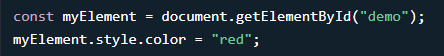 const myElement = document.getElementById("demo");
myElement.style.color = "red";